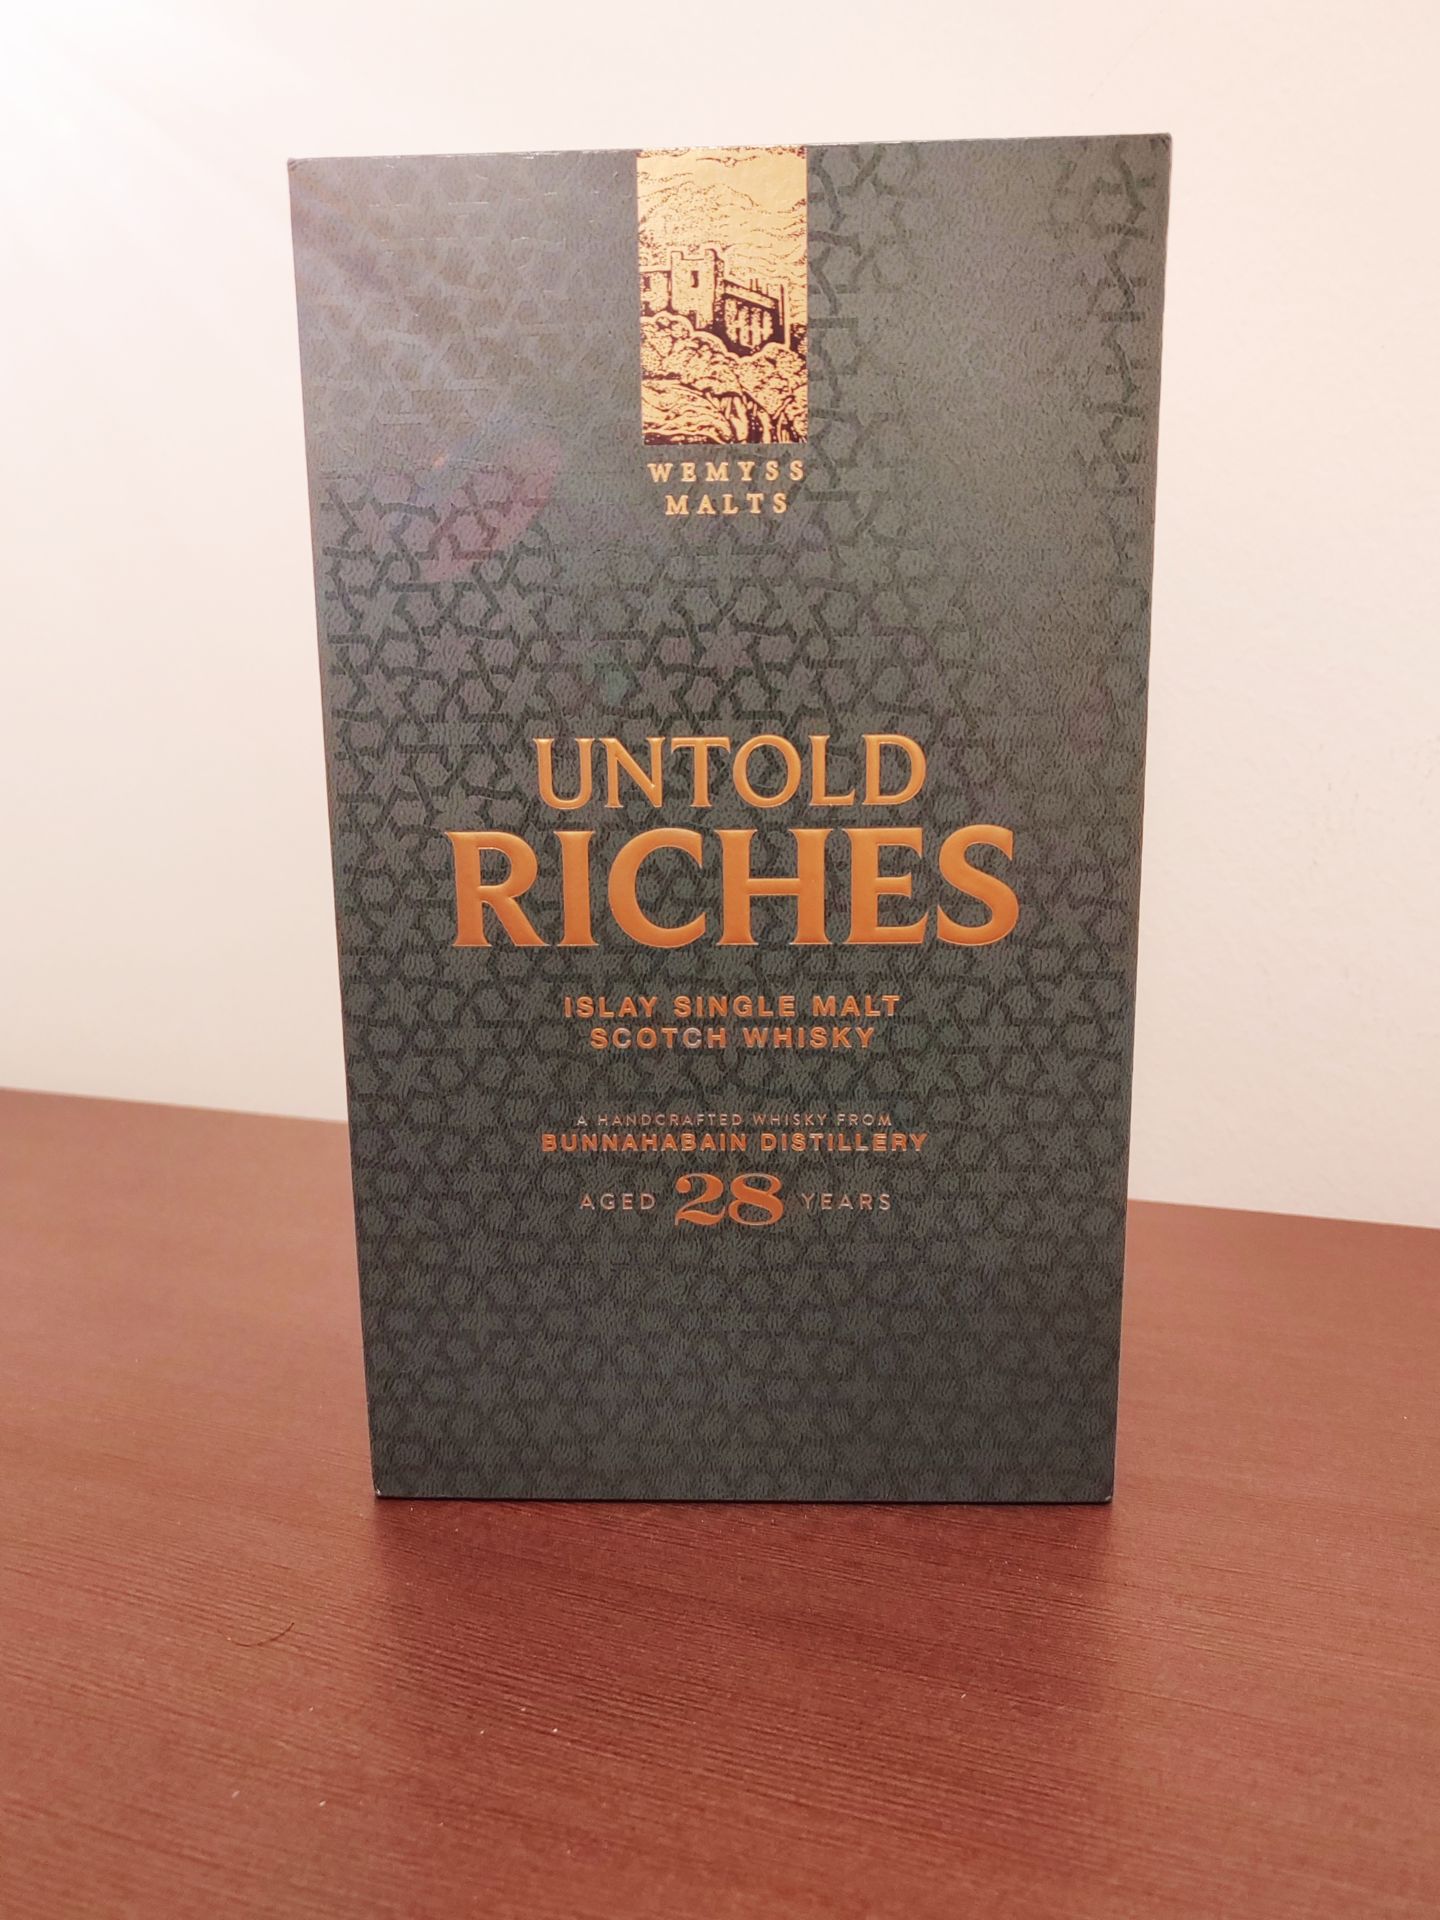 WEMYSS
MALTS
UNTOLD
RICHES
ISLAY SINGLE MALT
SCOTCH WHISKY
A HANDCRAFTED WHISKY FROM
BUNNAHABAIN DISTILLERY
AGED 28 YEARS